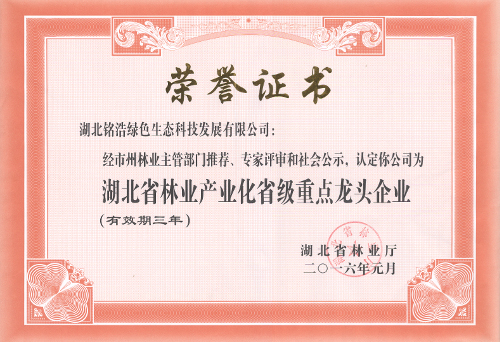 荣誉证书
湖北铭浩绿色生态科技发展有限公司：
经市州林业主管部门推荐、专家评审和社会公示，认定你公司为
湖北省林业产业化省级重点龙头企业
（有效期三年）
湖北省林业厅
二〇一六年元月